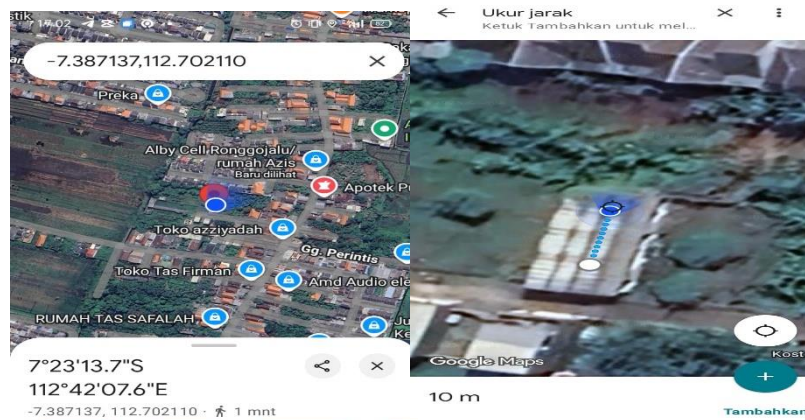 17.02
-7.387137,112.702110
Preka
Alby Cell Ronggojalu/
rumah Azis
Baru dilihat
Apotek
Toko azziyadah
Gg. Perintis
Toko Tas Firman
Amd Audio
RUMAH TAS SAFALAH
7°23'13.7"S
112°42'07.6"E
-7.387137, 112.702110 · 1 mnt
Ukur jarak
Ketuk Tambahkan untuk mel...
Google Maps
Kost
10 m
Tambahkan